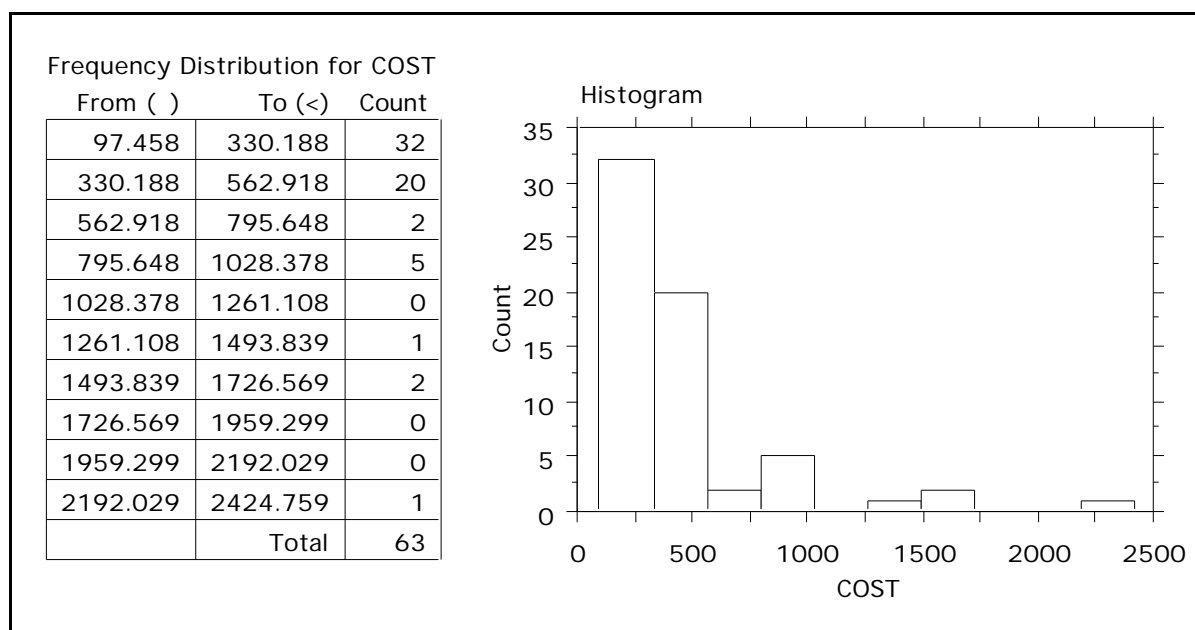 Frequency Distribution for COST
From ( ) To (<) Count
97.458 330.188 32
330.188 562.918 20
562.918 795.648 2
795.648 1028.378 5
1028.378 1261.108 0
1261.108 1493.839 1
1493.839 1726.569 2
1726.569 1959.299 0
1959.299 2192.029 0
2192.029 2424.759 1
Total 63
Histogram
35
30
25
20
15
10
5
0
Count
0 500 1000 1500 2000 2500
COST